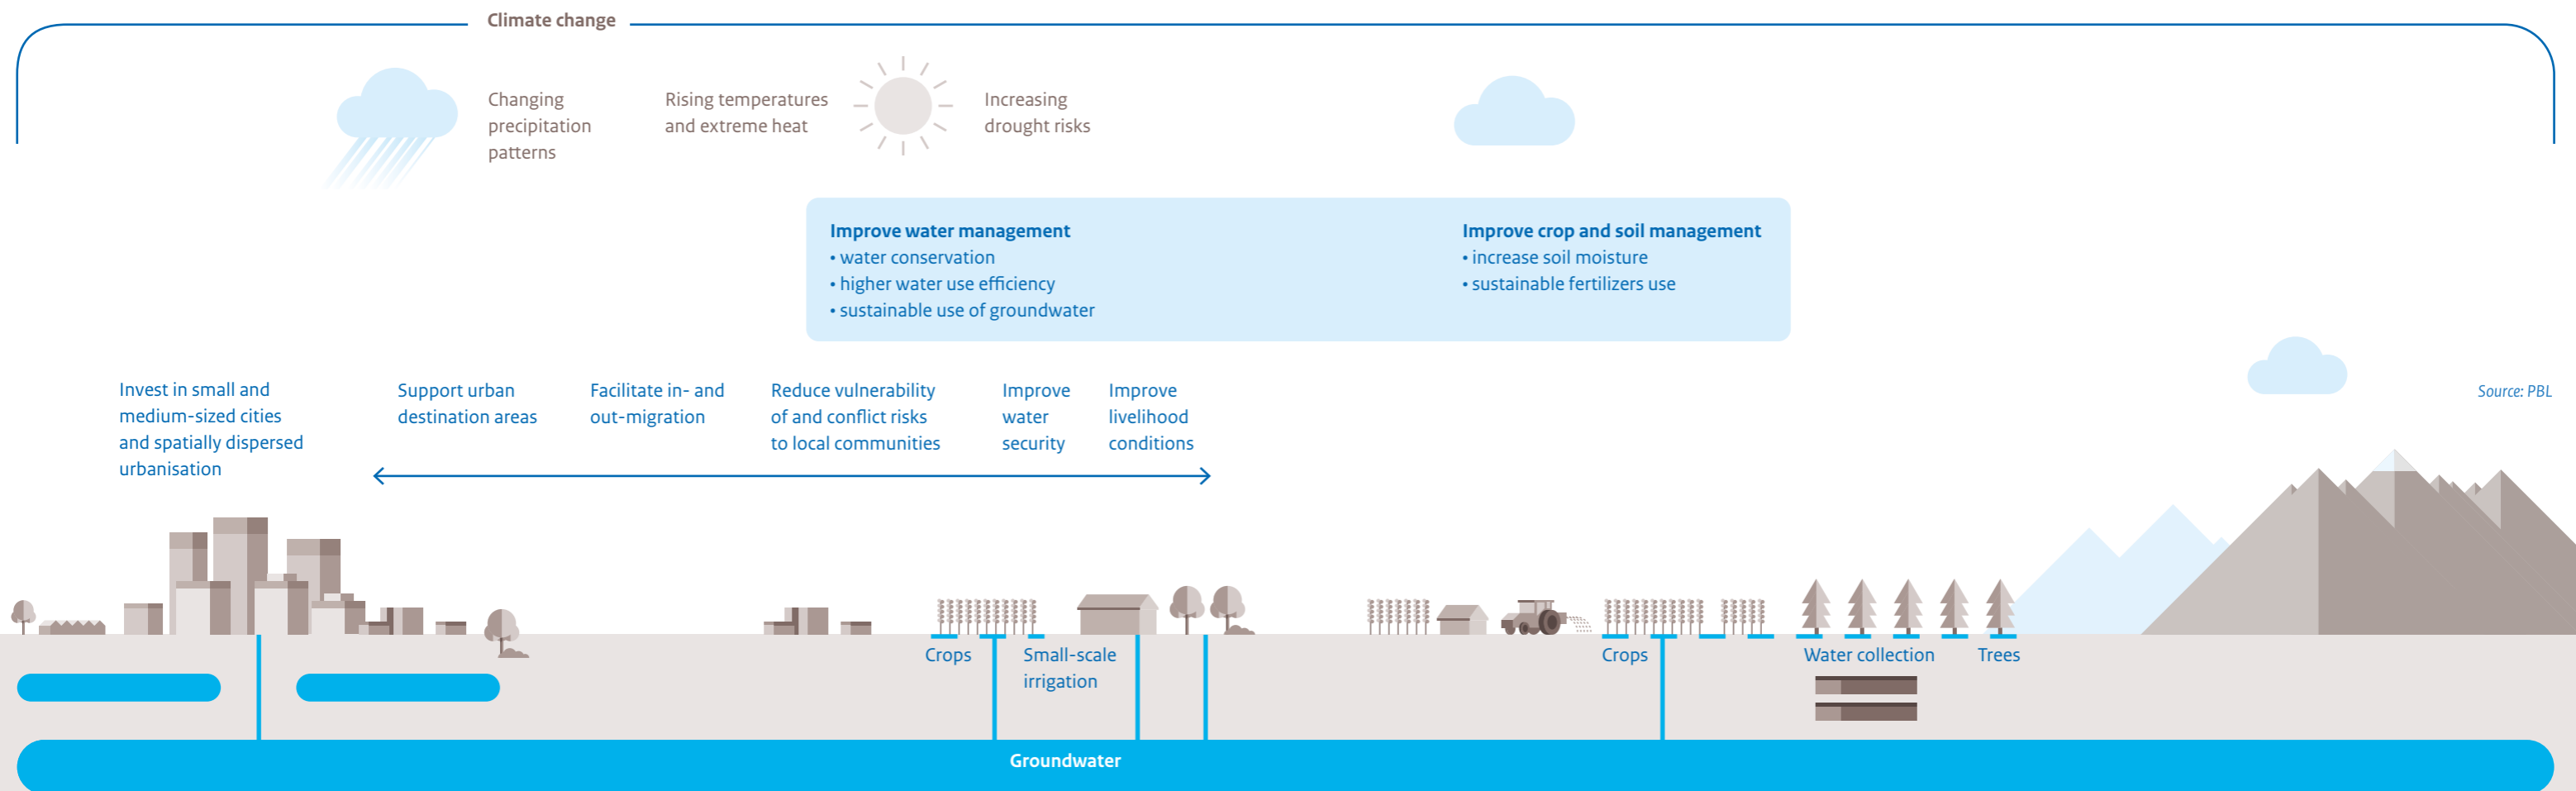 Climate change
Changing
precipitation
patterns
Rising temperatures
and extreme heat
Increasing
drought risks
Improve water management
• water conservation
• higher water use efficiency
• sustainable use of groundwater
Improve crop and soil management
• increase soil moisture
• sustainable fertilizers use
Invest in small and
medium-sized cities
and spatially dispersed
urbanisation
Support urban
destination areas
Facilitate in- and
out-migration
Reduce vulnerability
of and conflict risks
to local communities
Improve
water
security
Improve
livelihood
conditions
Source: PBL
Crops
Small-scale
irrigation
Crops
Water collection
Trees
Groundwater